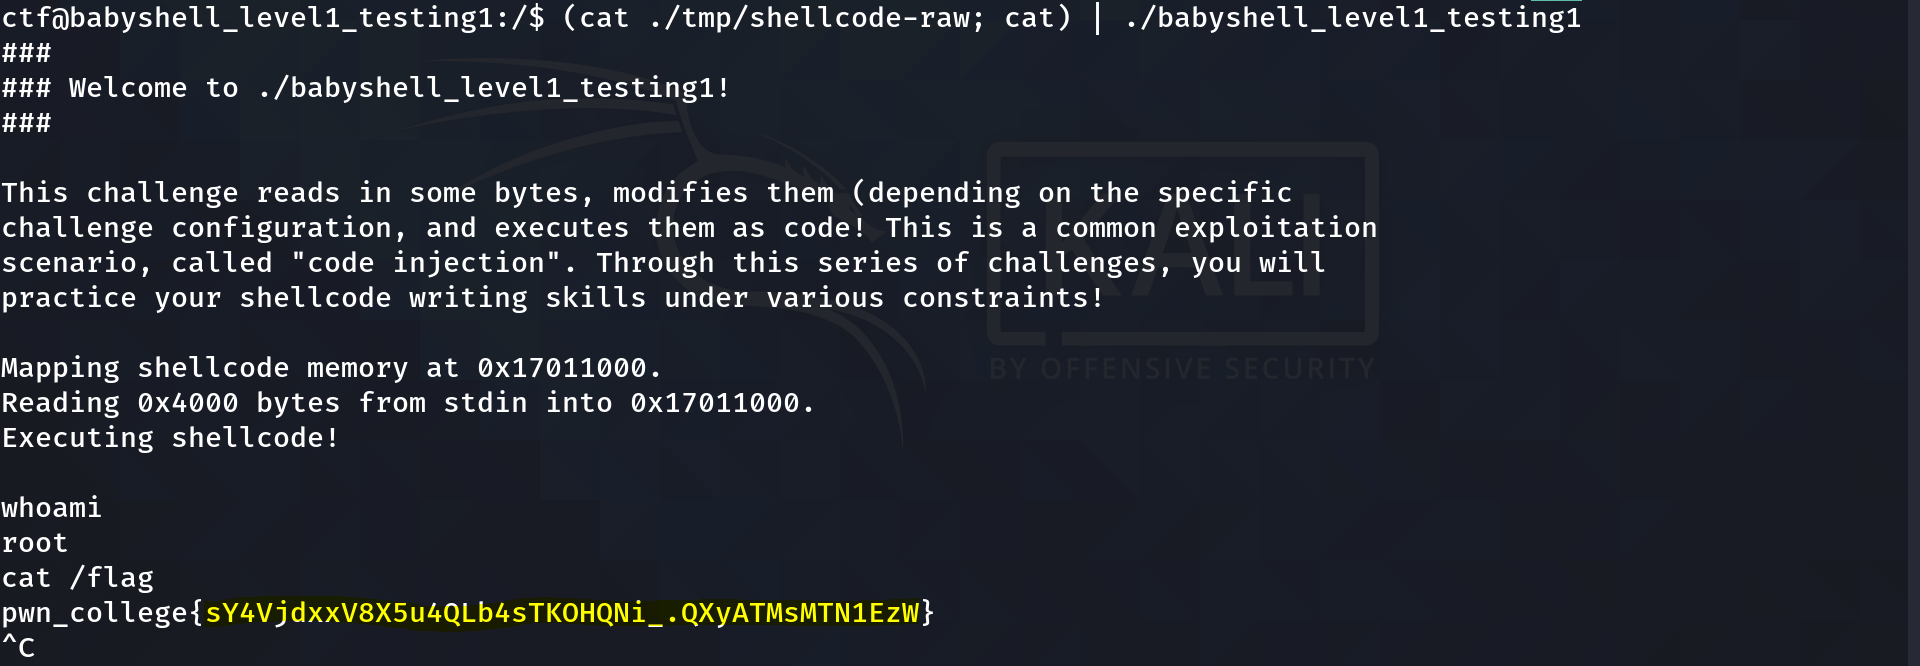 ctf@babyshell_level1_testing1:/$ (cat ./tmp/shellcode-raw; cat) | ./babyshell_level1_testing1
###
### Welcome to ./babyshell_level1_testing1!
###
This challenge reads in some bytes, modifies them (depending on the specific
challenge configuration, and executes them as code! This is a common exploitation
scenario, called "code injection". Through this series of challenges, you will
practice your shellcode writing skills under various constraints!
Mapping shellcode memory at 0x17011000.
Reading 0x4000 bytes from stdin into 0x17011000.
Executing shellcode!
whoami
root
cat /flag
pwn_college{sY4VjdxxV8X5u4QLb4sTKOHQNi_.QXyATMsMTN1EzW}
^C
KALI
BY OFFENSIVE SECURITY